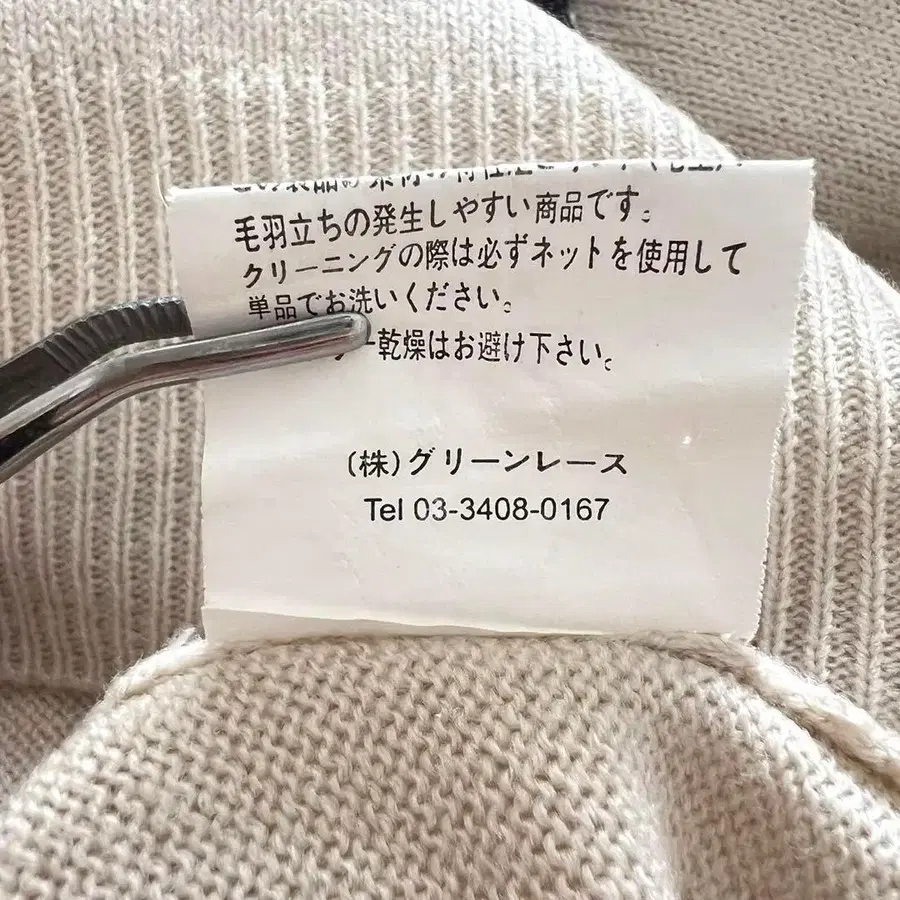 毛羽立ちの発生しやすい商品です。
クリーニングの際は必ずネットを使用して
単品でお洗いください。
ー乾燥はお避け下さい。
(株)グリーンレース
Tel 03-3408-0167